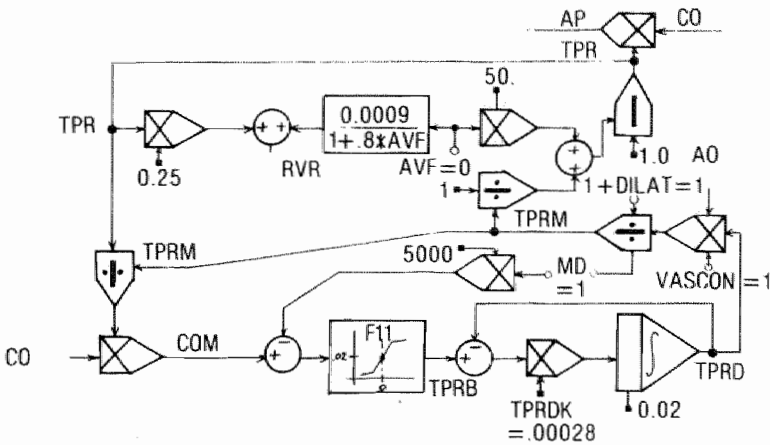 AP
CO
TPR
50.
0.0009
TPR
+ +
1+.8*AVF
+
+
0.25
RVR
AVF=0
1.0
AO
1
÷
1+DILAT=1
TPRM
÷
TPRM
5000
MD
=1
VASCON=1
÷
F11
CO
COM
+ −
.02
+ −
∫
TPRB
TPRD
TPRDK
=.00028
0.02